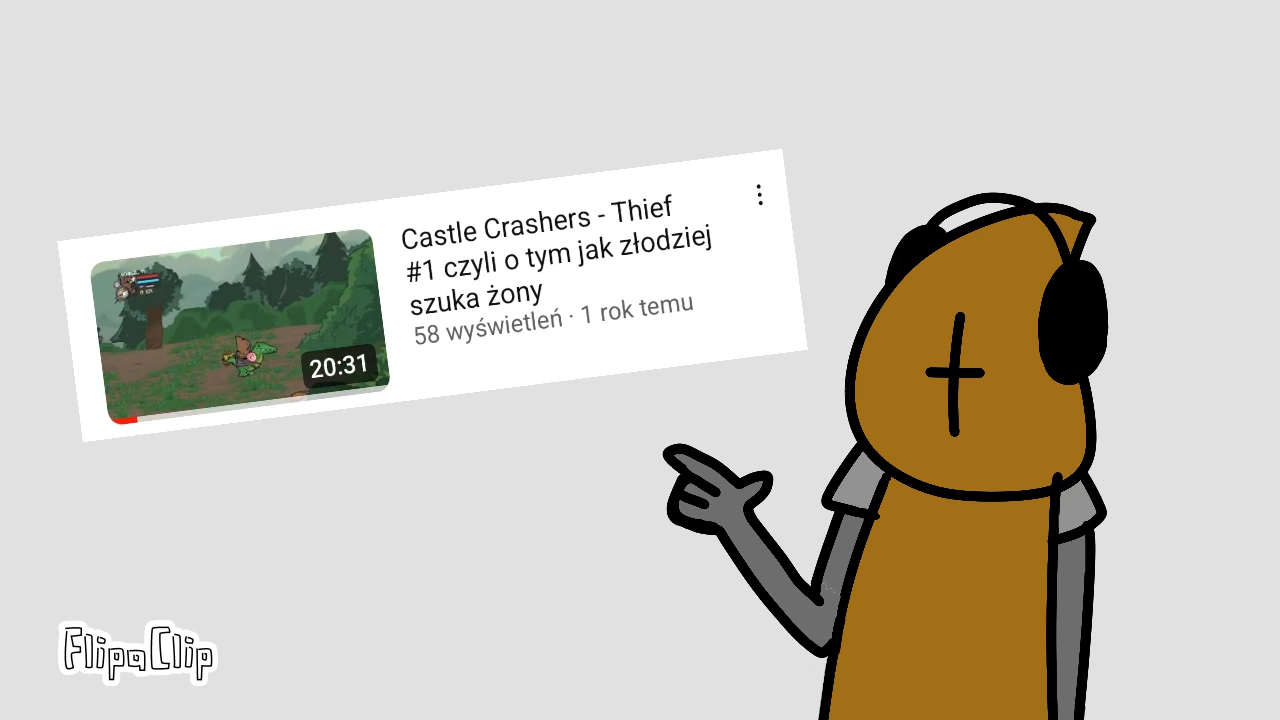 Castle Crashers - Thief
#1 czyli o tym jak złodziej
szuka żony
58 wyświetleń · 1 rok temu
20:31
FlipaClip